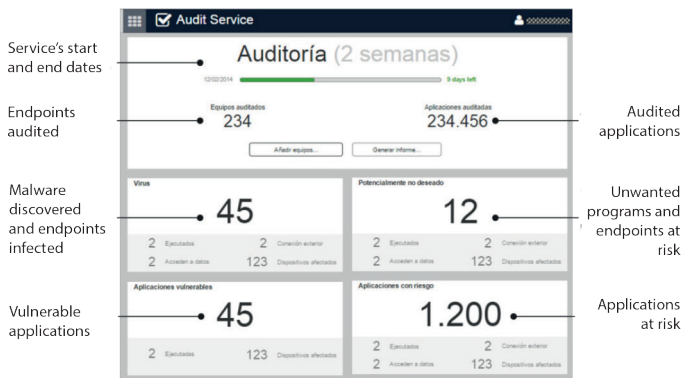 Audit Service
Service's start
and end dates
Auditoría (2 semanas)
12/02/2014
9 days left
Endpoints
audited
Equipos auditados
234
Aplicaciones auditadas
234.456
Audited
applications
Añadir equipos...
Generar informe...
Malware
discovered
and endpoints
infected
Virus
45
2 Ejecutados
2 Conexión exterior
2 Acceden a datos
123 Dispositivos afectados
Potencialmente no deseado
12
2 Ejecutados
2 Conexión exterior
2 Acceden a datos
123 Dispositivos afectados
Unwanted
programs and
endpoints at
risk
Vulnerable
applications
Aplicaciones vulnerables
45
2 Ejecutadas
123 Dispositivos afectados
Aplicaciones con riesgo
1.200
2 Ejecutadas
2 Conexión exterior
2 Acceden a datos
123 Dispositivos afectados
Applications
at risk